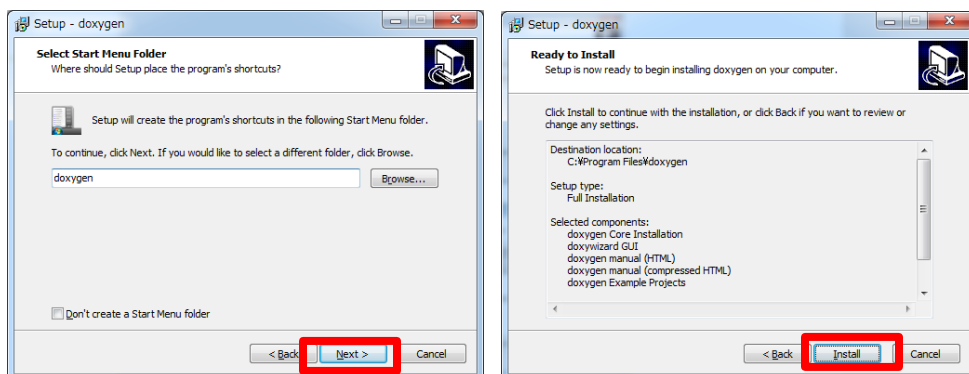 Setup - doxygen
Select Start Menu Folder
Where should Setup place the program's shortcuts?
Setup will create the program's shortcuts in the following Start Menu folder.
To continue, click Next. If you would like to select a different folder, click Browse.
doxygen
Browse...
Don't create a Start Menu folder
< Back
Next >
Cancel
Setup - doxygen
Ready to Install
Setup is now ready to begin installing doxygen on your computer.
Click Install to continue with the installation, or click Back if you want to review or
change any settings.
Destination location:
C:¥Program Files¥doxygen
Setup type:
Full Installation
Selected components:
doxygen Core Installation
doxywizard GUI
doxygen manual (HTML)
doxygen manual (compressed HTML)
doxygen Example Projects
< Back
Install
Cancel